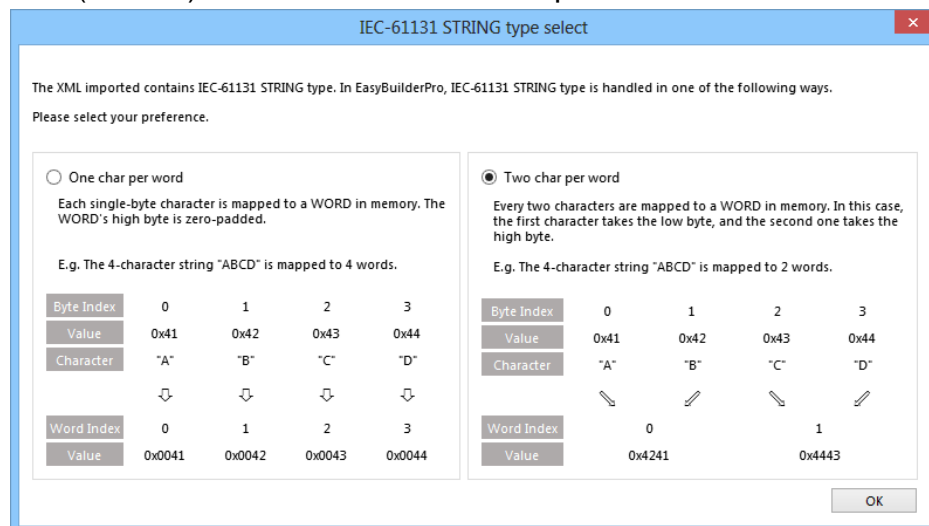 IEC-61131 STRING type select
The XML imported contains IEC-61131 STRING type. In EasyBuilderPro, IEC-61131 STRING type is handled in one of the following ways.
Please select your preference.
One char per word
Each single-byte character is mapped to a WORD in memory. The
WORD's high byte is zero-padded.
E.g. The 4-character string "ABCD" is mapped to 4 words.
Byte Index 0 1 2 3
Value 0x41 0x42 0x43 0x44
Character "A" "B" "C" "D"
Word Index 0 1 2 3
Value 0x0041 0x0042 0x0043 0x0044
Two char per word
Every two characters are mapped to a WORD in memory. In this case,
the first character takes the low byte, and the second one takes the
high byte.
E.g. The 4-character string "ABCD" is mapped to 2 words.
Byte Index 0 1 2 3
Value 0x41 0x42 0x43 0x44
Character "A" "B" "C" "D"
Word Index 0 1
Value 0x4241 0x4443
OK